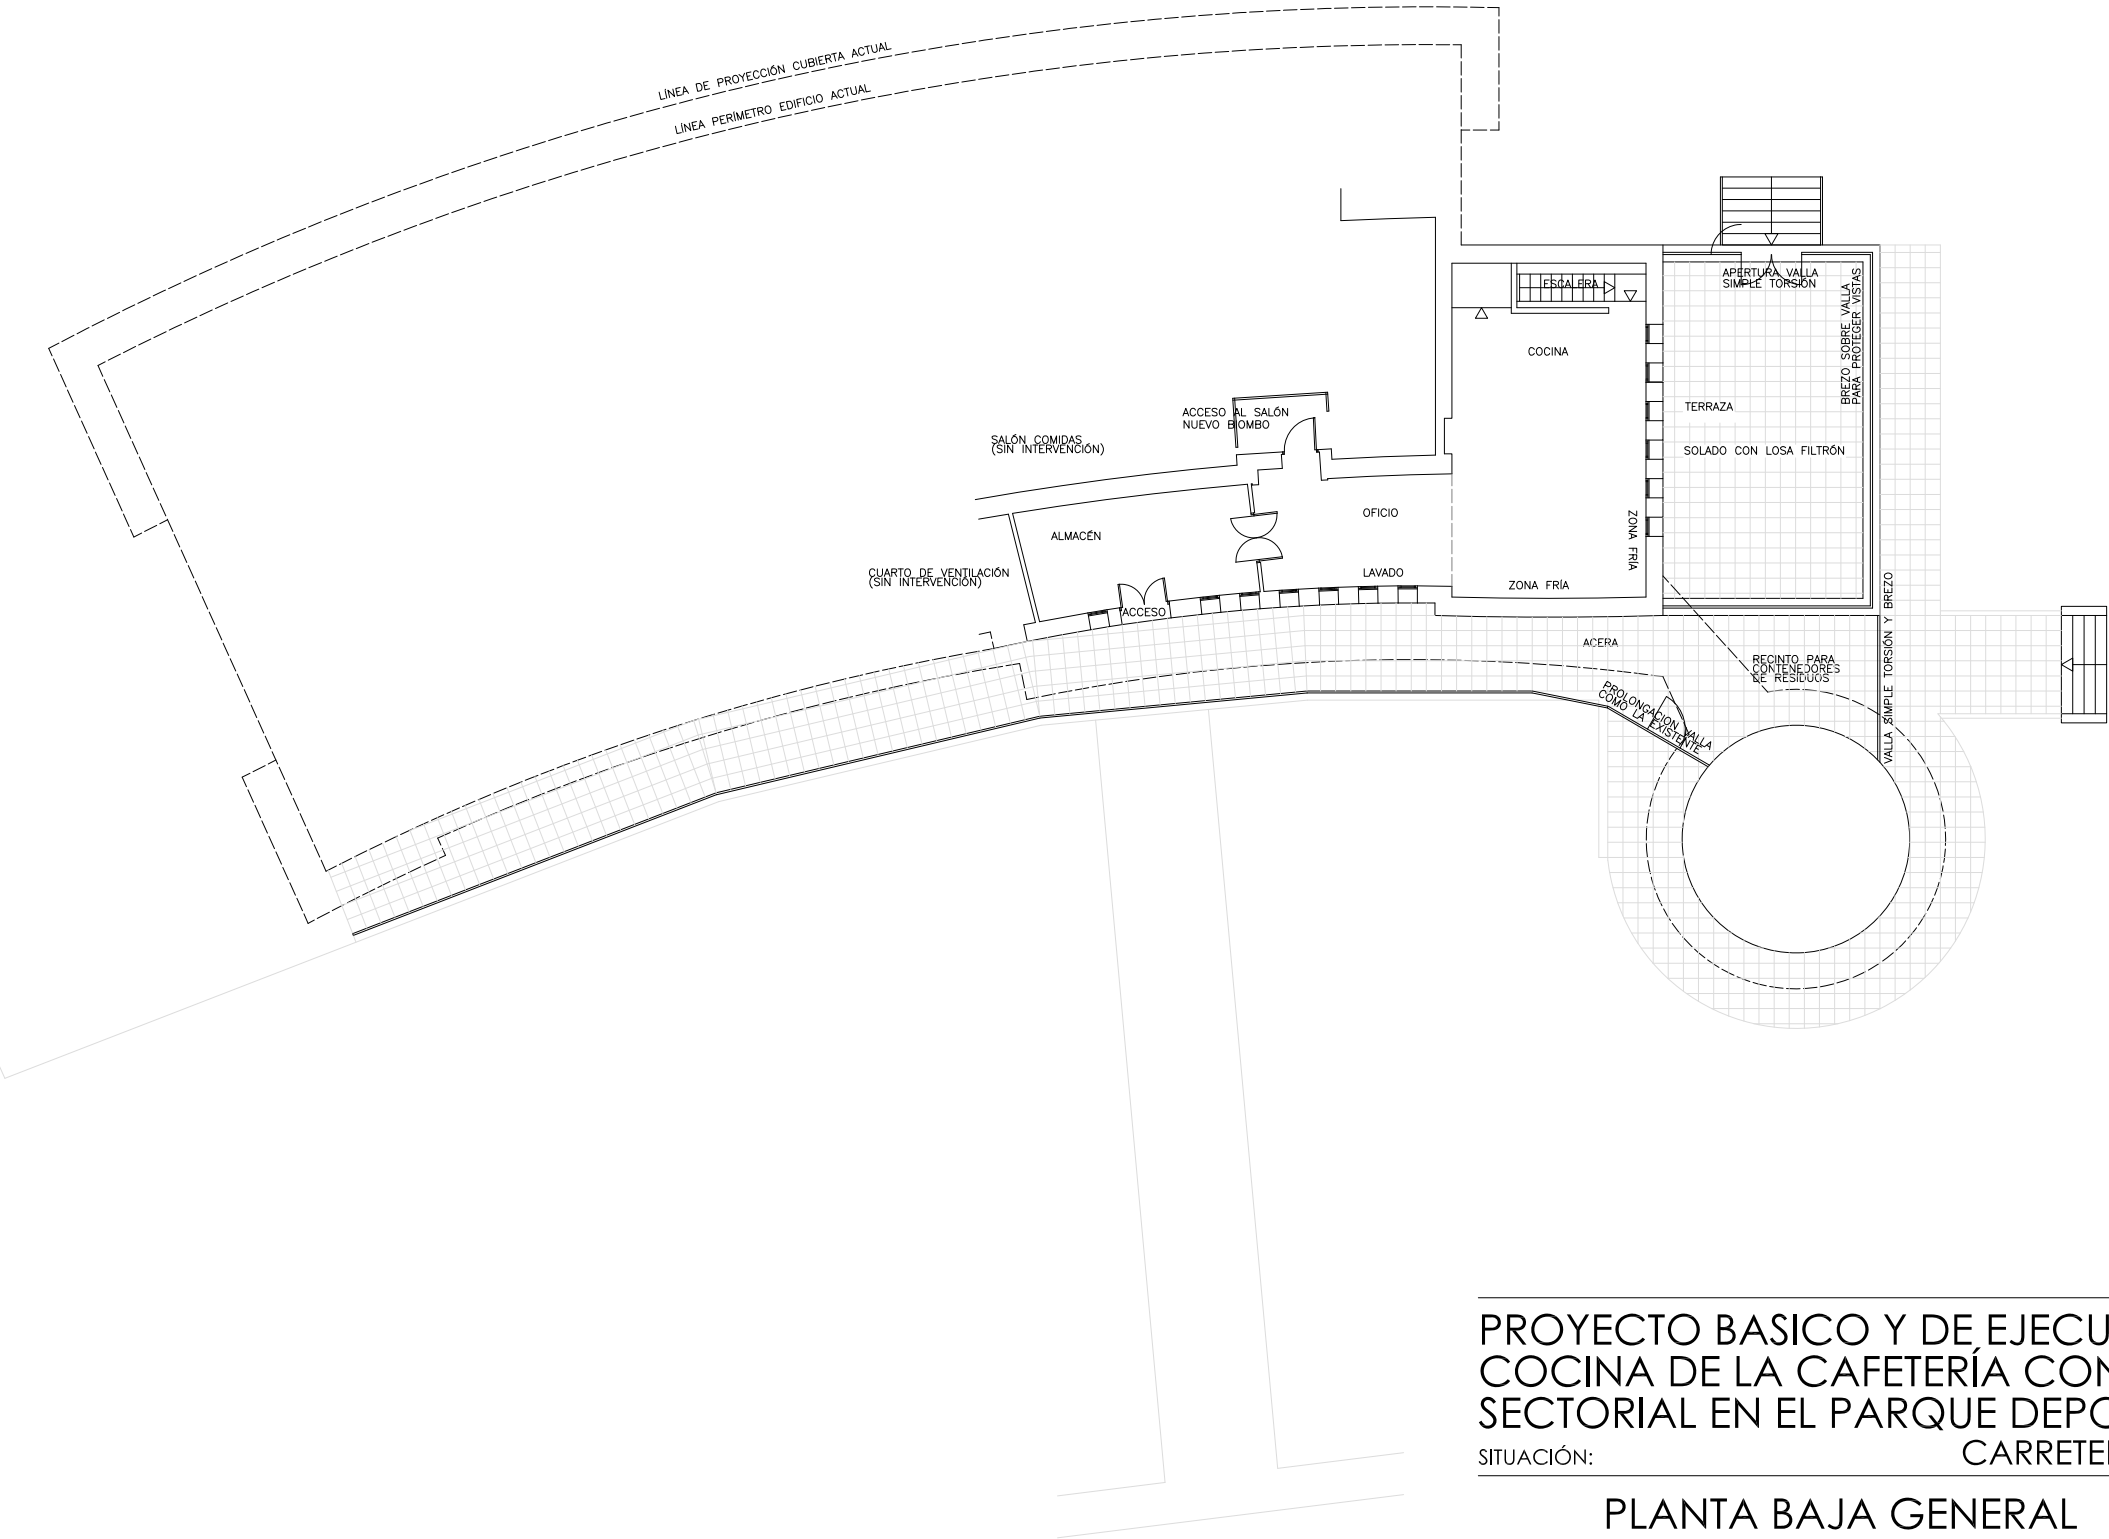 LÍNEA DE PROYECCIÓN CUBIERTA ACTUAL
LÍNEA PERÍMETRO EDIFICIO ACTUAL
APERTURA VALLA
SIMPLE TORSIÓN
BREZO SOBRE VALLA
PARA PROTEGER VISTAS
ESCALERA
COCINA
TERRAZA
ACCESO AL SALÓN
NUEVO BIOMBO
SALÓN COMIDAS
(SIN INTERVENCIÓN)
SOLADO CON LOSA FILTRÓN
OFICIO
ZONA FRIA
ALMACÉN
CUARTO DE VENTILACIÓN
(SIN INTERVENCIÓN)
LAVADO
ZONA FRÍA
ACCESO
ACERA
VALLA SIMPLE TORSIÓN Y BREZO
RECINTO PARA
CONTENEDORES
DE RESIDUOS
PROLONGACION VALLA
COMO LA EXISTENTE
PROYECTO BASICO Y DE EJECU
COCINA DE LA CAFETERÍA CON
SECTORIAL EN EL PARQUE DEPO
SITUACIÓN: CARRETE
PLANTA BAJA GENERAL